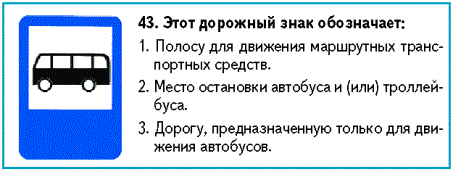 43. Этот дорожный знак обозначает:
1. Полосу для движения маршрутных транс-
портных средств.
2. Место остановки автобуса и (или) троллей-
буса.
3. Дорогу, предназначенную только для дви-
жения автобусов.